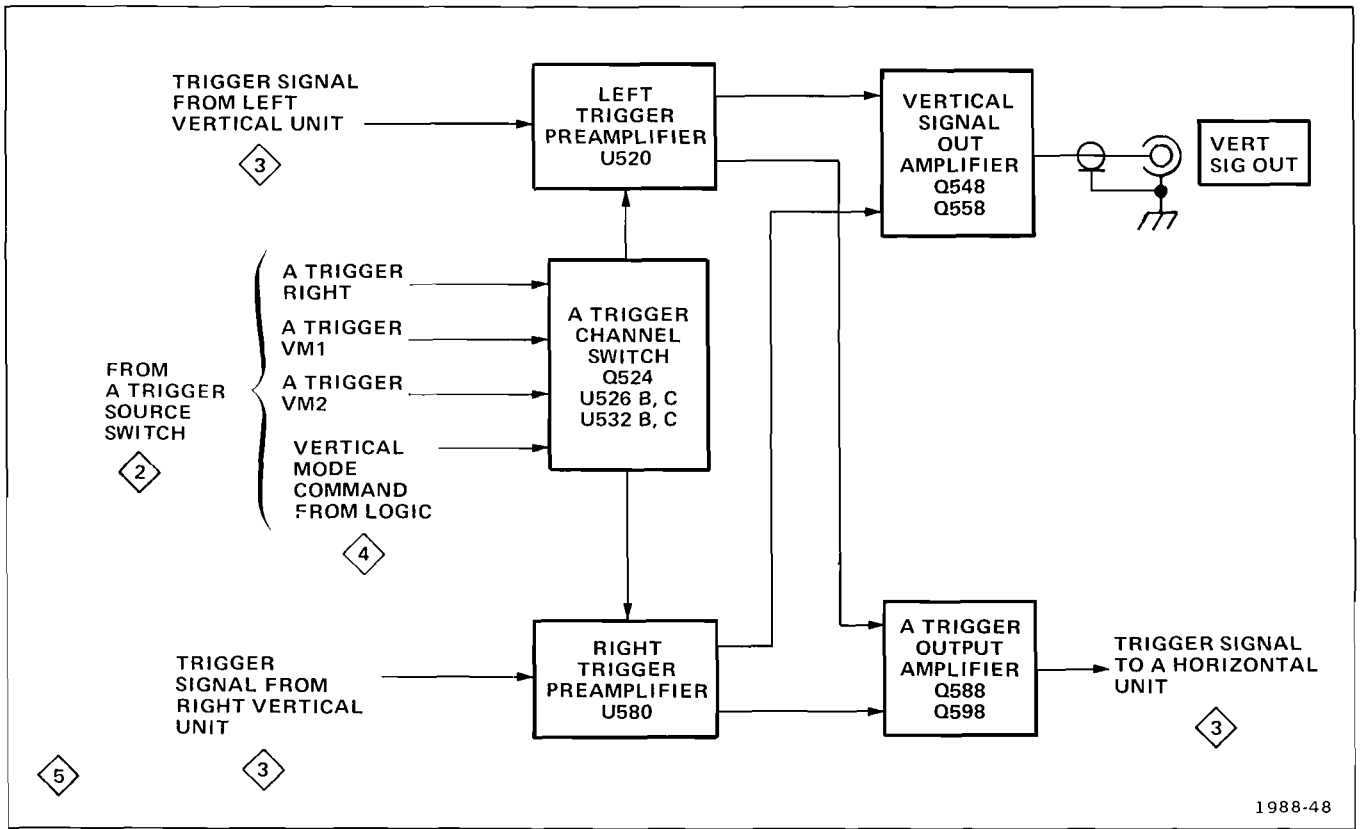 TRIGGER SIGNAL
FROM LEFT
VERTICAL UNIT
3
LEFT
TRIGGER
PREAMPLIFIER
U520
VERTICAL
SIGNAL
OUT
AMPLIFIER
Q548
Q558
VERT
SIG OUT
FROM
A TRIGGER
SOURCE
SWITCH
2
A TRIGGER
RIGHT
A TRIGGER
VM1
A TRIGGER
VM2
VERTICAL
MODE
COMMAND
FROM LOGIC
4
A TRIGGER
CHANNEL
SWITCH
Q524
U526 B, C
U532 B, C
TRIGGER
SIGNAL FROM
RIGHT VERTICAL
UNIT
3
RIGHT
TRIGGER
PREAMPLIFIER
U580
A TRIGGER
OUTPUT
AMPLIFIER
Q588
Q598
TRIGGER SIGNAL
TO A HORIZONTAL
UNIT
3
5
1988-48